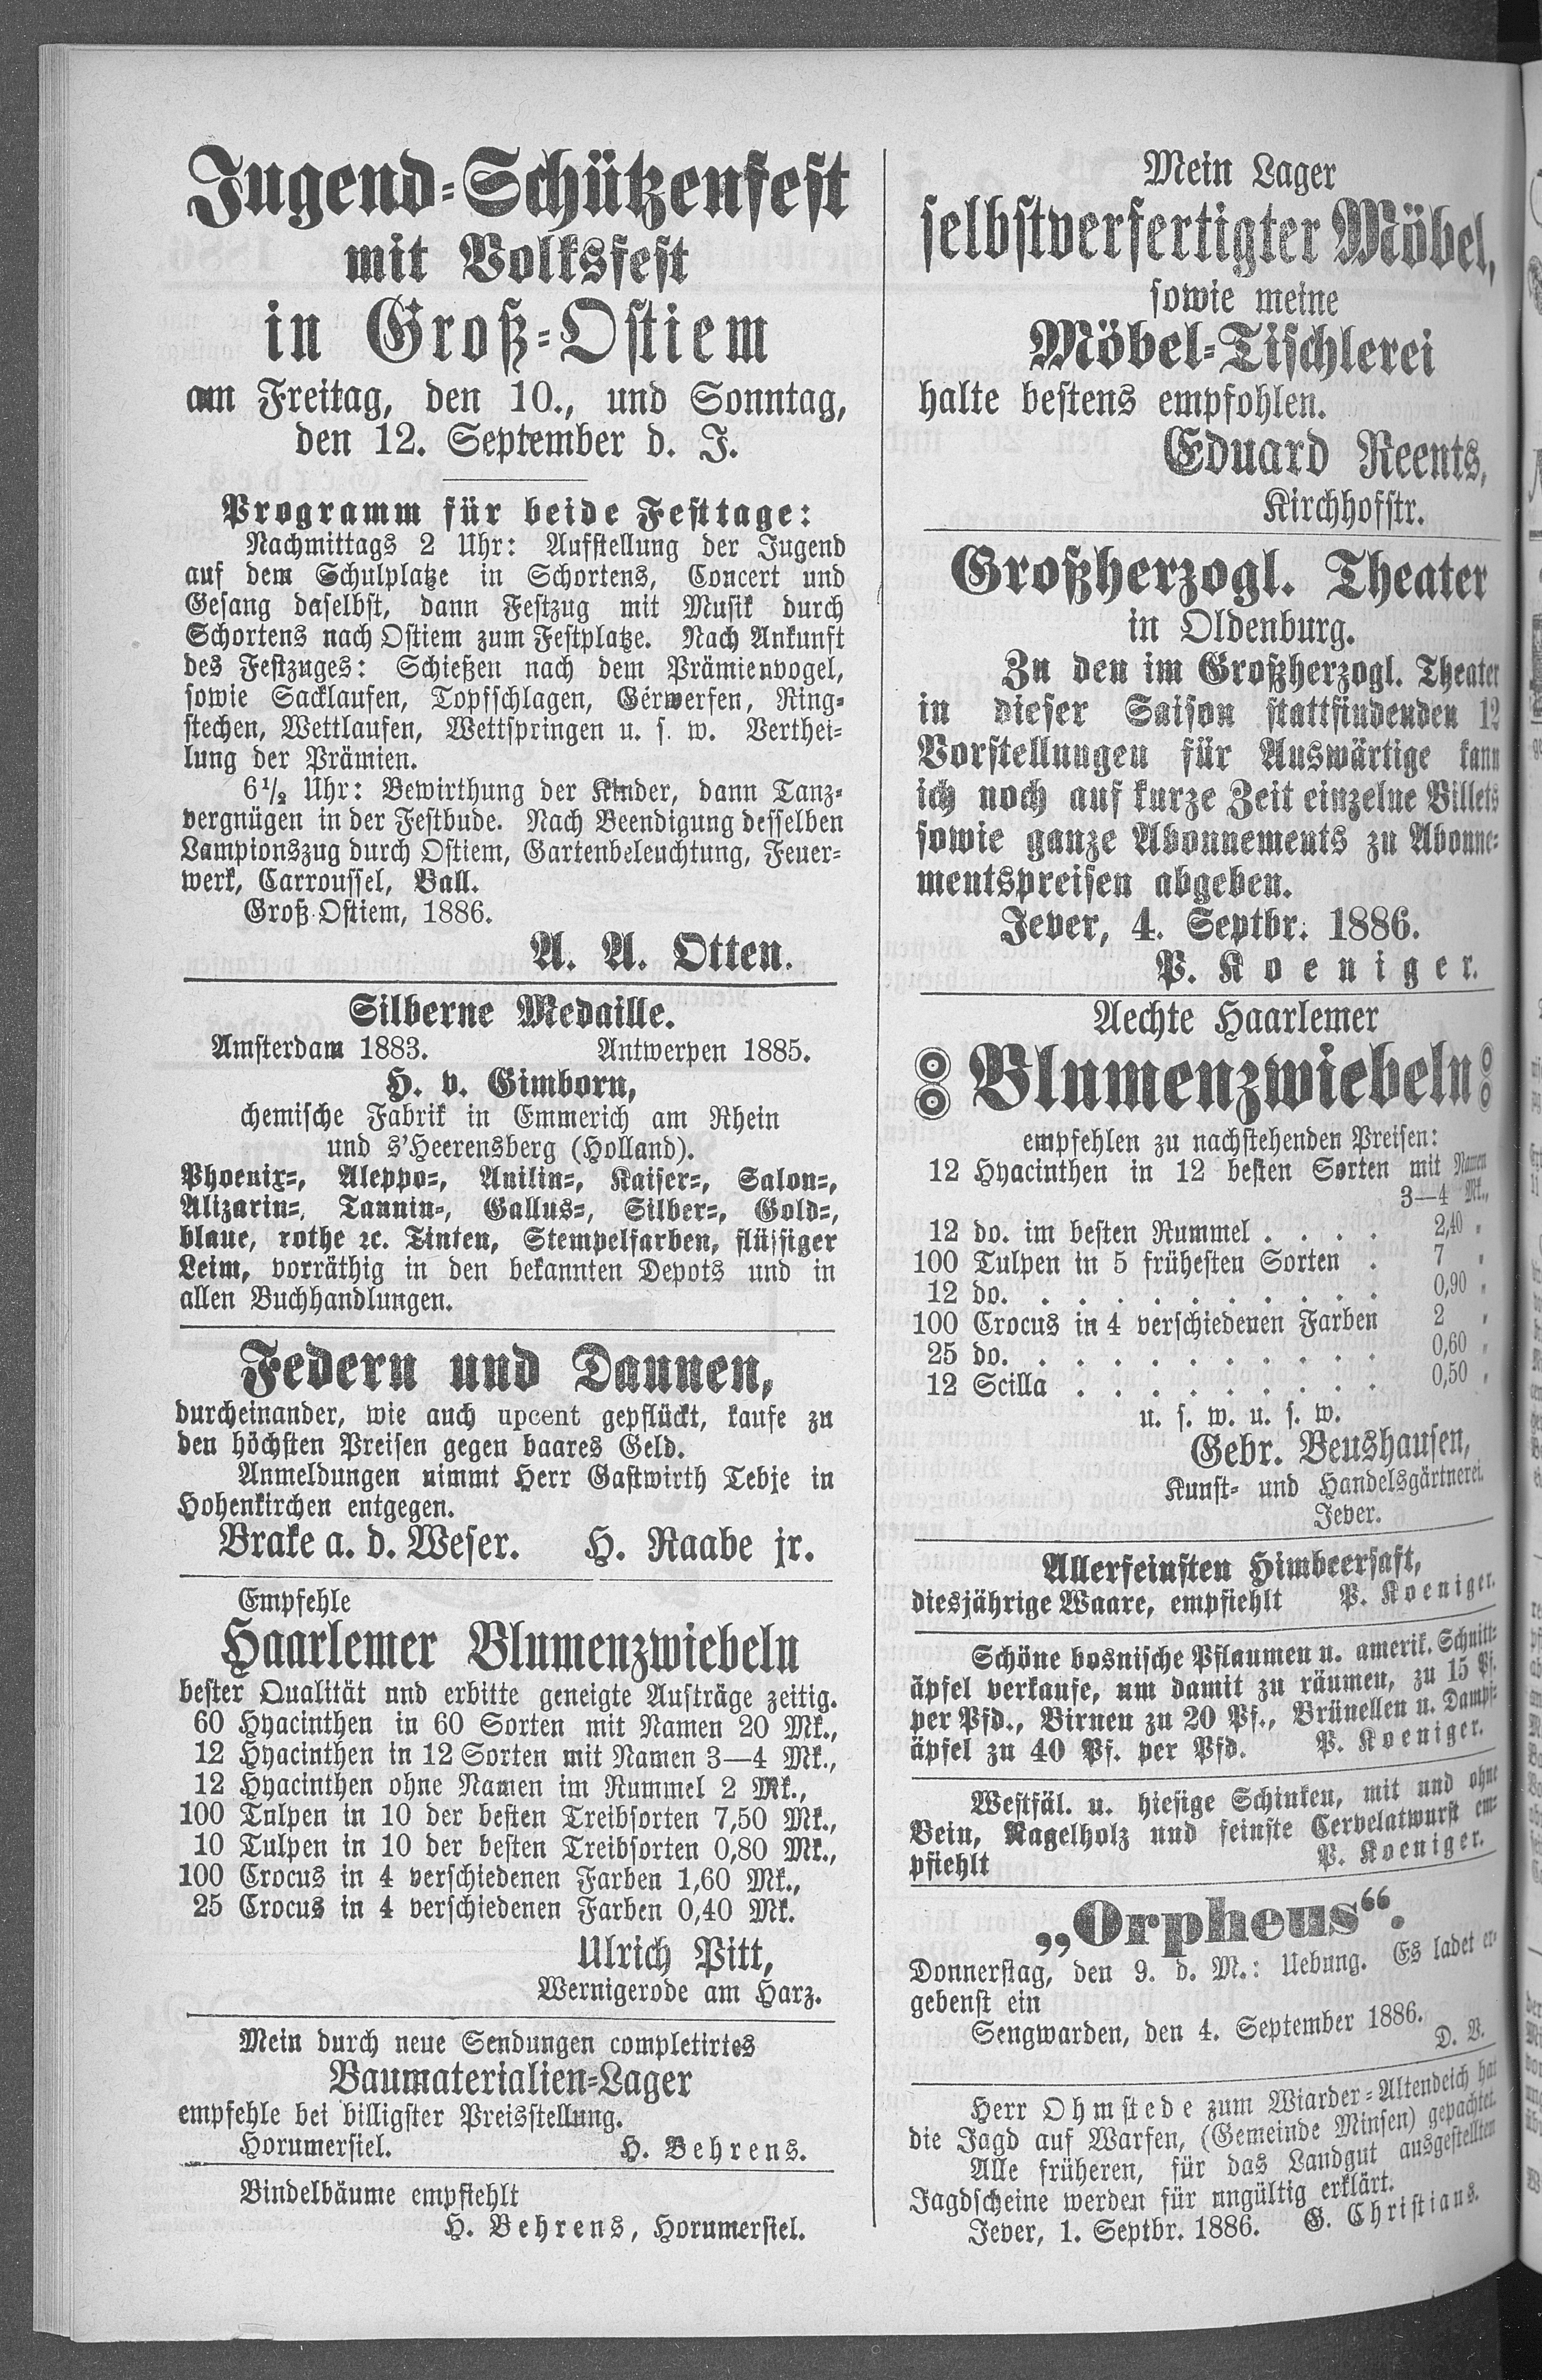 Jugend-Schützenfest
mit Volksfest
in Groß-Ostiem
am Freitag, den 10., und Sonntag,
den 12. September d. J.
Programm für beide Festtage:
Nachmittags 2 Uhr: Aufstellung der Jugend
auf dem Schulplatze in Schortens, Concert und
Gesang daselbst, dann Festzug mit Musik durch
Schortens nach Ostiem zum Festplatze. Nach Ankunft
des Festzuges: Schießen nach dem Prämienvogel,
sowie Sacklaufen, Topfschlagen, Gérwerfen, Ring-
stechen, Wettlaufen, Wettspringen u. s. w. Verthei-
lung der Prämien.
6½ Uhr: Bewirthung der Kinder, dann Tanz-
vergnügen in der Festbude. Nach Beendigung desselben
Lampionszug durch Ostiem, Gartenbeleuchtung, Feuer-
werk, Carroussel, Ball.
Groß-Ostiem, 1886.
A. A. Otten.
Silberne Medaille.
Amsterdam 1883. Antwerpen 1885.
H. v. Gimborn,
chemische Fabrik in Emmerich am Rhein
und s'Heerensberg (Holland).
Phoenix-, Aleppo-, Anilin-, Kaiser-, Salon-,
Alizarin-, Tannin-, Gallus-, Silber-, Gold-,
blaue, rothe ꝛc. Tinten, Stempelfarben, flüssiger
Leim, vorräthig in den bekannten Depots und in
allen Buchhandlungen.
Federn und Daunen,
durcheinander, wie auch upcent gepflückt, kaufe zu
den höchsten Preisen gegen baares Geld.
Anmeldungen nimmt Herr Gastwirth Tebje in
Hohenkirchen entgegen.
Brake a. d. Weser. H. Raabe jr.
Empfehle
Haarlemer Blumenzwiebeln
bester Qualität und erbitte geneigte Aufträge zeitig.
60 Hyacinthen in 60 Sorten mit Namen 20 Mk.,
12 Hyacinthen in 12 Sorten mit Namen 3—4 Mk.,
12 Hyacinthen ohne Namen im Rummel 2 Mk.,
100 Tulpen in 10 der besten Treibsorten 7,50 Mk.,
10 Tulpen in 10 der besten Treibsorten 0,80 Mk.,
100 Crocus in 4 verschiedenen Farben 1,60 Mk.,
25 Crocus in 4 verschiedenen Farben 0,40 Mk.
Ulrich Pitt,
Wernigerode am Harz.
Mein durch neue Sendungen completirtes
Baumaterialien-Lager
empfehle bei billigster Preisstellung.
Horumersiel. H. Behrens.
Bindelbäume empfiehlt
H. Behrens, Horumersiel.
Mein Lager
selbstverfertigter Möbel,
sowie meine
Möbel-Tischlerei
halte bestens empfohlen.
Eduard Reents,
Kirchhofstr.
Großherzogl. Theater
in Oldenburg.
Zu den im Großherzogl. Theater
in dieser Saison stattfindenden 12
Vorstellungen für Auswärtige kann
ich noch auf kurze Zeit einzelne Billets
sowie ganze Abonnements zu Abonne-
mentspreisen abgeben.
Jever, 4. Septbr. 1886.
P. Koeniger.
Aechte Haarlemer
Blumenzwiebeln
empfehlen zu nachstehenden Preisen:
12 Hyacinthen in 12 besten Sorten mit Namen
3—4 Mk.,
12 do. im besten Rummel . . . . 2,40 "
100 Tulpen in 5 frühesten Sorten . 7 "
12 do. . . . . . . . . . . 0,90 "
100 Crocus in 4 verschiedenen Farben 2 "
25 do. . . . . . . . . . . 0,60 "
12 Scilla . . . . . . . . . 0,50 "
u. s. w. u. s. w.
Gebr. Beushausen,
Kunst- und Handelsgärtnerei.
Jever.
Allerfeinsten Himbeersaft,
diesjährige Waare, empfiehlt P. Koeniger.
Schöne bosnische Pflaumen u. amerik. Schnitt-
äpfel verkaufe, um damit zu räumen, zu 15 Pf.
per Pfd., Birnen zu 20 Pf., Brünellen u. Dampf-
äpfel zu 40 Pf. per Pfd. P. Koeniger.
Westfäl. u. hiesige Schinken, mit und ohne
Bein, Nagelholz und feinste Cervelatwurst em-
pfiehlt P. Koeniger.
„Orpheus“.
Donnerstag, den 9. d. M.: Uebung. Es ladet er-
gebenst ein
Sengwarden, den 4. September 1886.
D. V.
Herr Ohmstede zum Wiarder-Altendeich hat
die Jagd auf Warfen, (Gemeinde Minsen) gepachtet.
Alle früheren, für das Landgut ausgestellten
Jagdscheine werden für ungültig erklärt.
Jever, 1. Septbr. 1886. G. Christians.